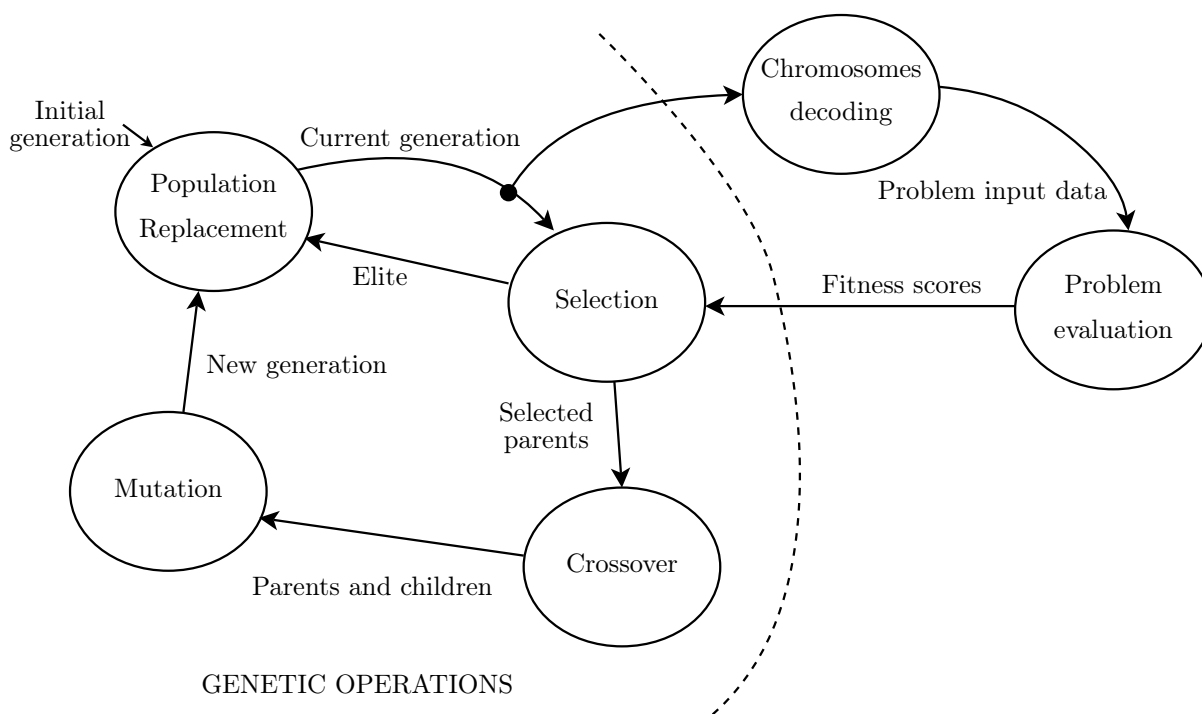 Chromosomes
decoding
Initial
generation
Current generation
Population
Replacement
Problem input data
Elite
Selection
Fitness scores
Problem
evaluation
New generation
Selected
parents
Mutation
Crossover
Parents and children
GENETIC OPERATIONS